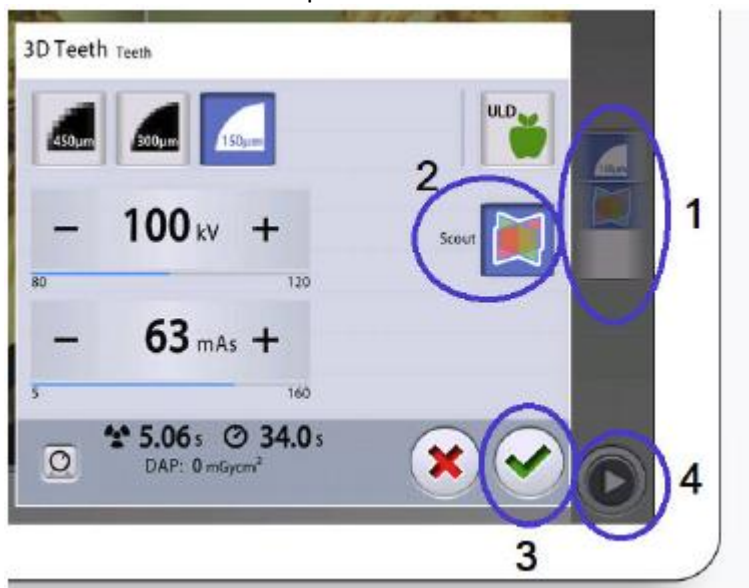 3D Teeth Teeth
450µm 300µm 150µm ULD
2
1
100 kV
Scout
80 120
63 mAs
5 160
5.06 s 34.0 s
DAP: 0 mGycm²
4
3